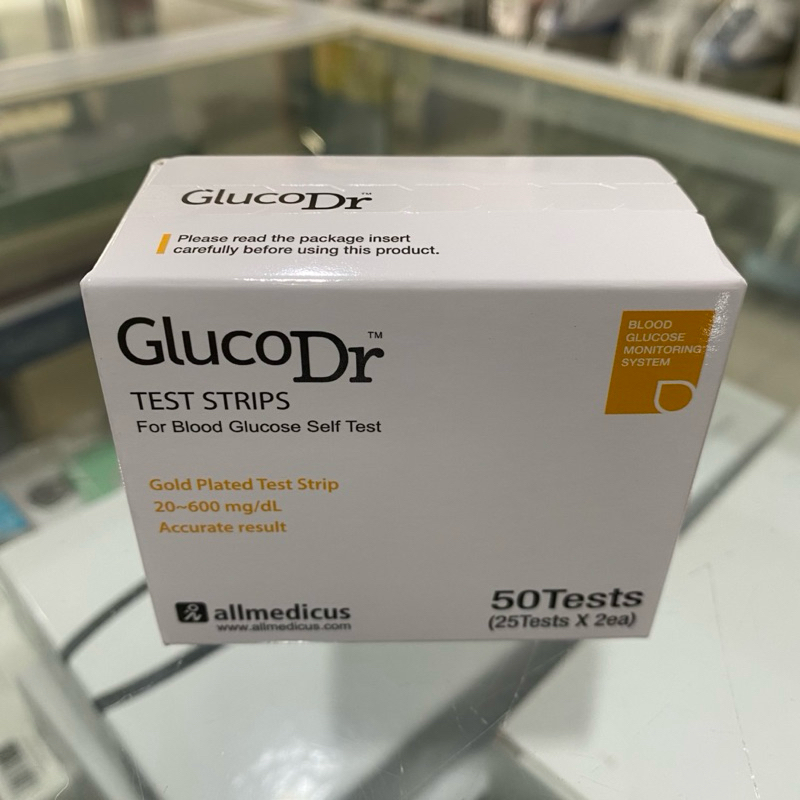 GlucoDr™
Please read the package insert
carefully before using this product.
GlucoDr™
TEST STRIPS
For Blood Glucose Self Test
BLOOD
GLUCOSE
MONITORING
SYSTEM
Gold Plated Test Strip
20~600 mg/dL
Accurate result
allmedicus
www.allmedicus.com
50Tests
(25Tests X 2ea)